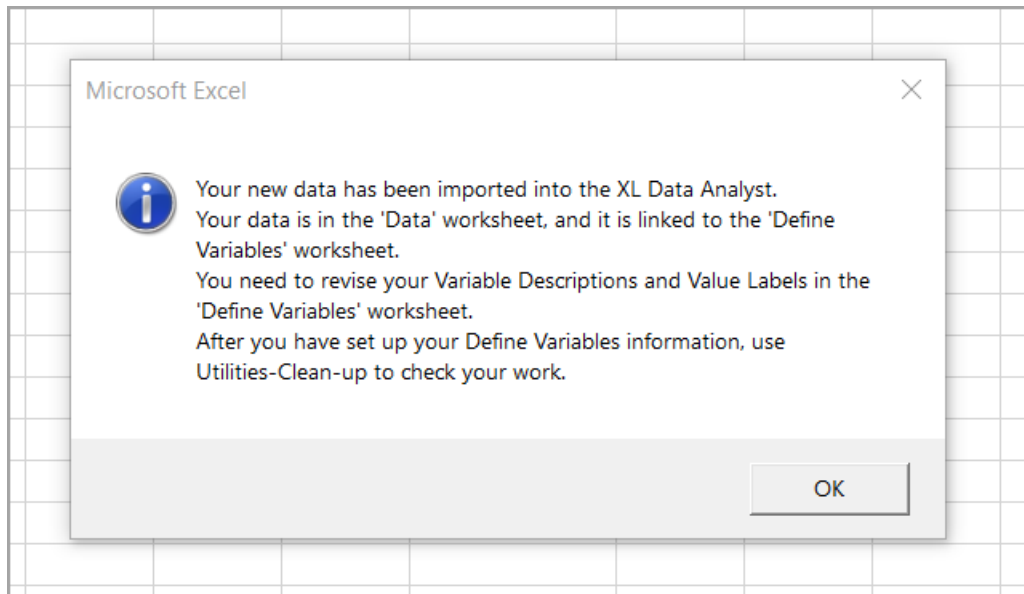 Microsoft Excel
Your new data has been imported into the XL Data Analyst.
Your data is in the 'Data' worksheet, and it is linked to the 'Define
Variables' worksheet.
You need to revise your Variable Descriptions and Value Labels in the
'Define Variables' worksheet.
After you have set up your Define Variables information, use
Utilities-Clean-up to check your work.
OK